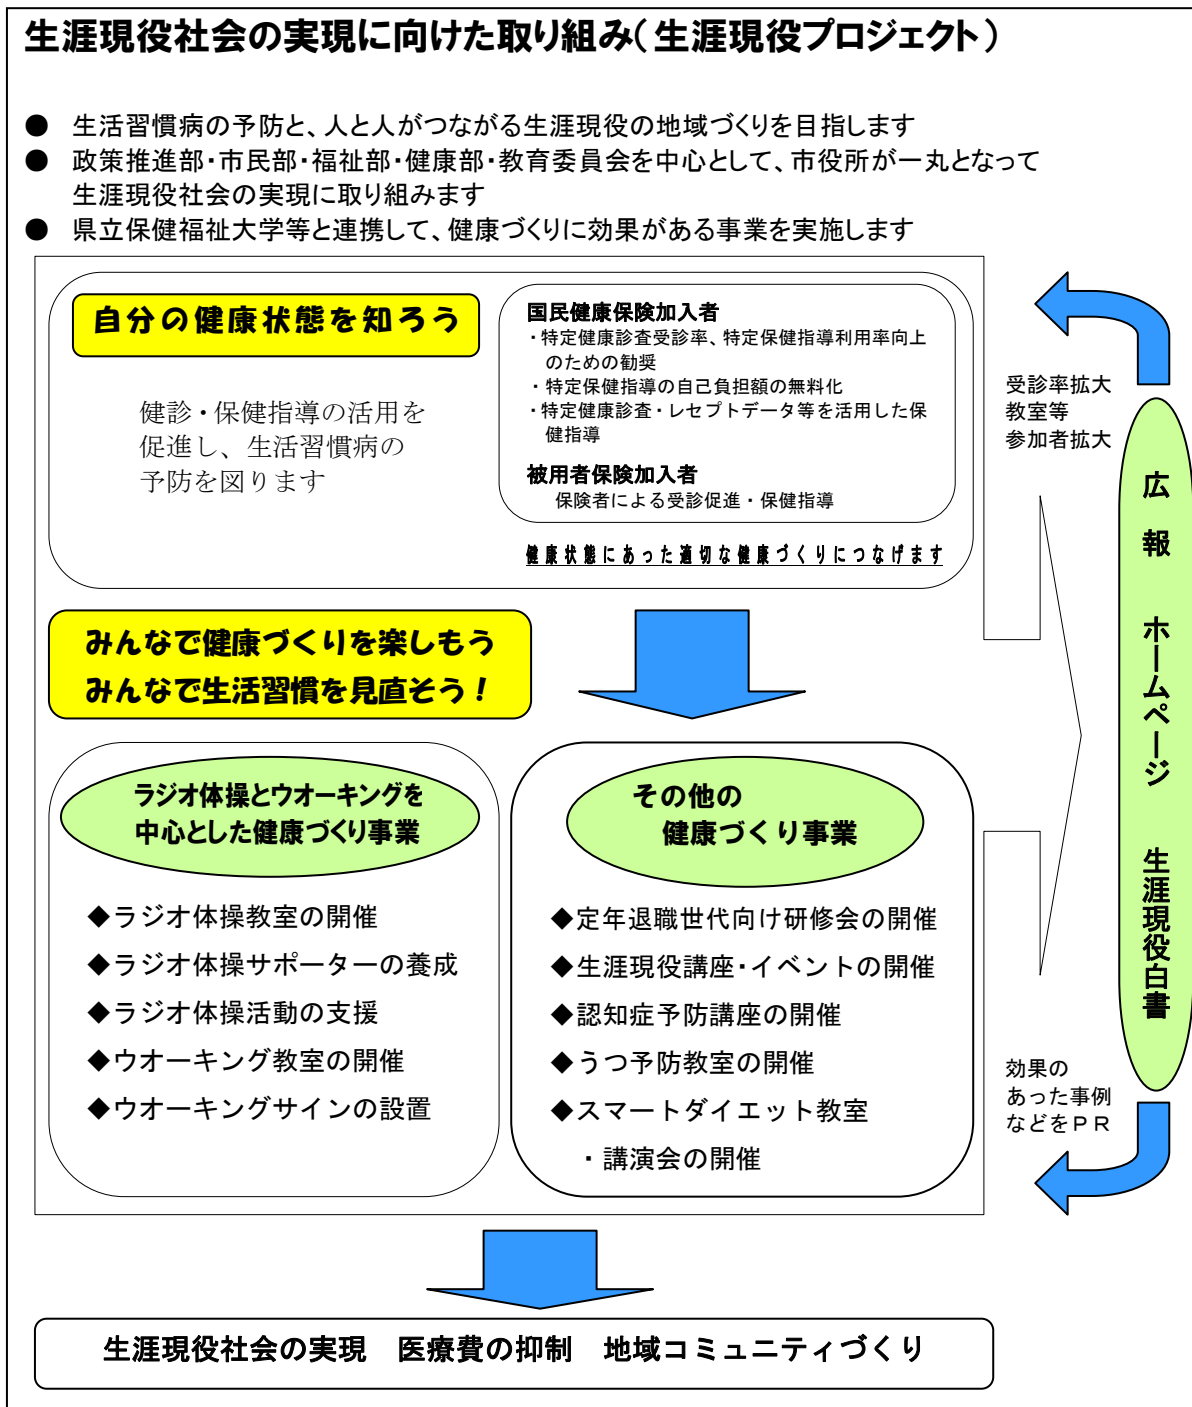 生涯現役社会の実現に向けた取り組み(生涯現役プロジェクト)
● 生活習慣病の予防と、人と人がつながる生涯現役の地域づくりを目指します
● 政策推進部・市民部・福祉部・健康部・教育委員会を中心として、市役所が一丸となって
生涯現役社会の実現に取り組みます
● 県立保健福祉大学等と連携して、健康づくりに効果がある事業を実施します
自分の健康状態を知ろう
健診・保健指導の活用を
促進し、生活習慣病の
予防を図ります
国民健康保険加入者
・特定健康診査受診率、特定保健指導利用率向上
のための勧奨
・特定保健指導の自己負担額の無料化
・特定健康診査・レセプトデータ等を活用した保
健指導
被用者保険加入者
保険者による受診促進・保健指導
健康状態にあった適切な健康づくりにつなげます
みんなで健康づくりを楽しもう
みんなで生活習慣を見直そう!
ラジオ体操とウオーキングを
中心とした健康づくり事業
◆ラジオ体操教室の開催
◆ラジオ体操サポーターの養成
◆ラジオ体操活動の支援
◆ウオーキング教室の開催
◆ウオーキングサインの設置
その他の
健康づくり事業
◆定年退職世代向け研修会の開催
◆生涯現役講座・イベントの開催
◆認知症予防講座の開催
◆うつ予防教室の開催
◆スマートダイエット教室
・講演会の開催
受診率拡大
教室等
参加者拡大
広報 ホームページ 生涯現役白書
効果の
あった事例
などをPR
生涯現役社会の実現 医療費の抑制 地域コミュニティづくり